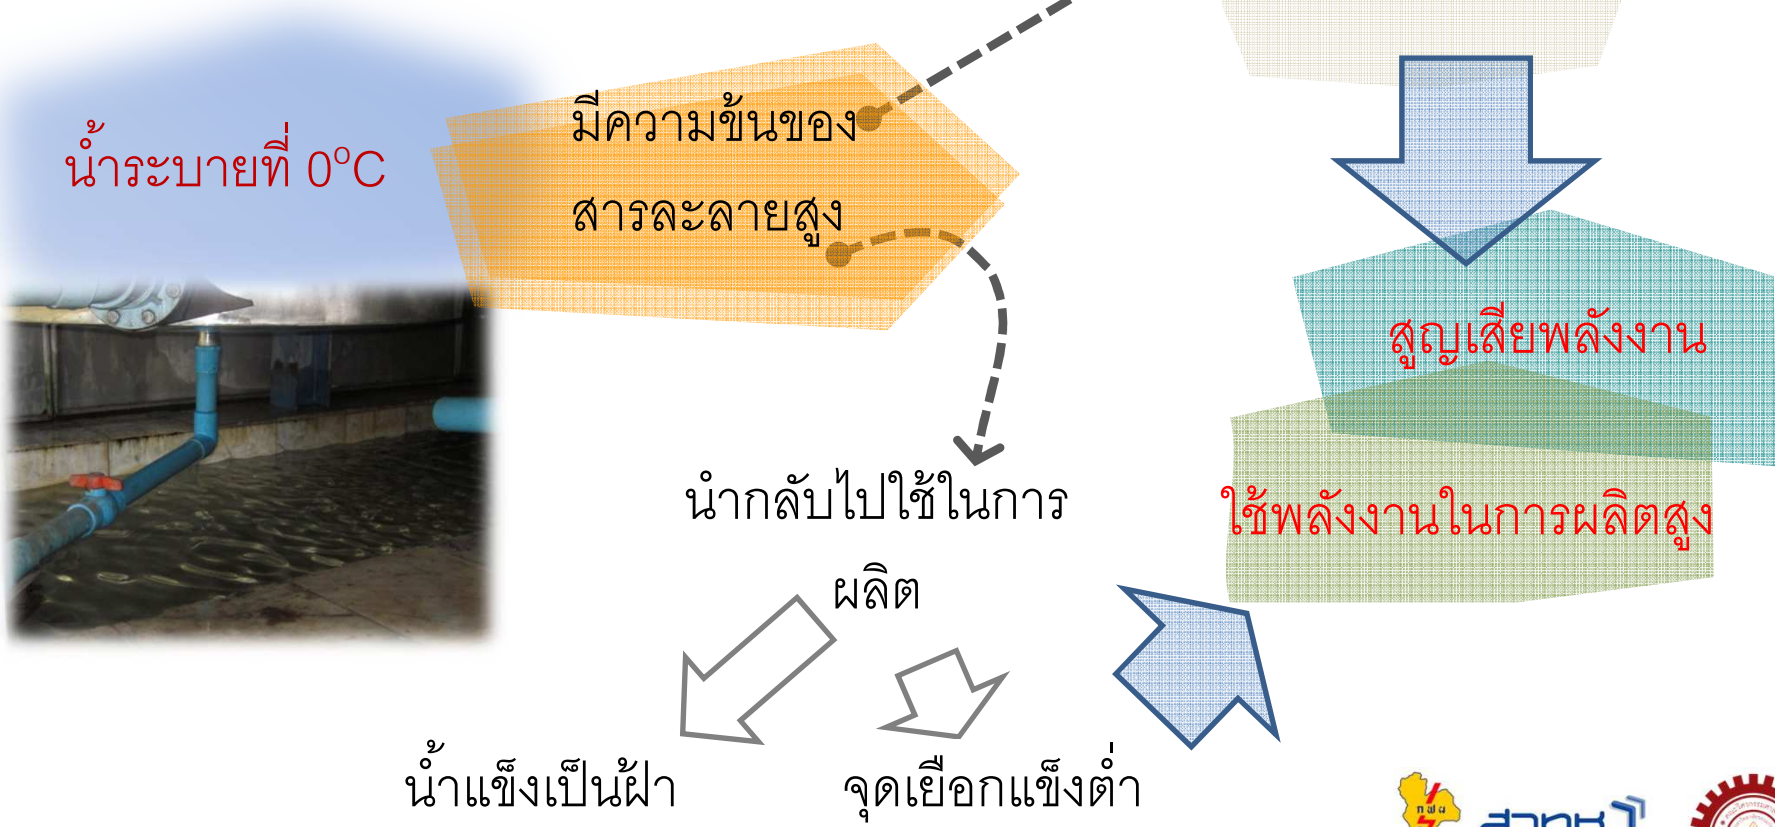 น้ำระบายที่ 0°C
มีความข้นของ
สารละลายสูง
สูญเสียพลังงาน
นำกลับไปใช้ในการ
ผลิต
ใช้พลังงานในการผลิตสูง
น้ำแข็งเป็นฝ้า
จุดเยือกแข็งต่ำ
กฟผ